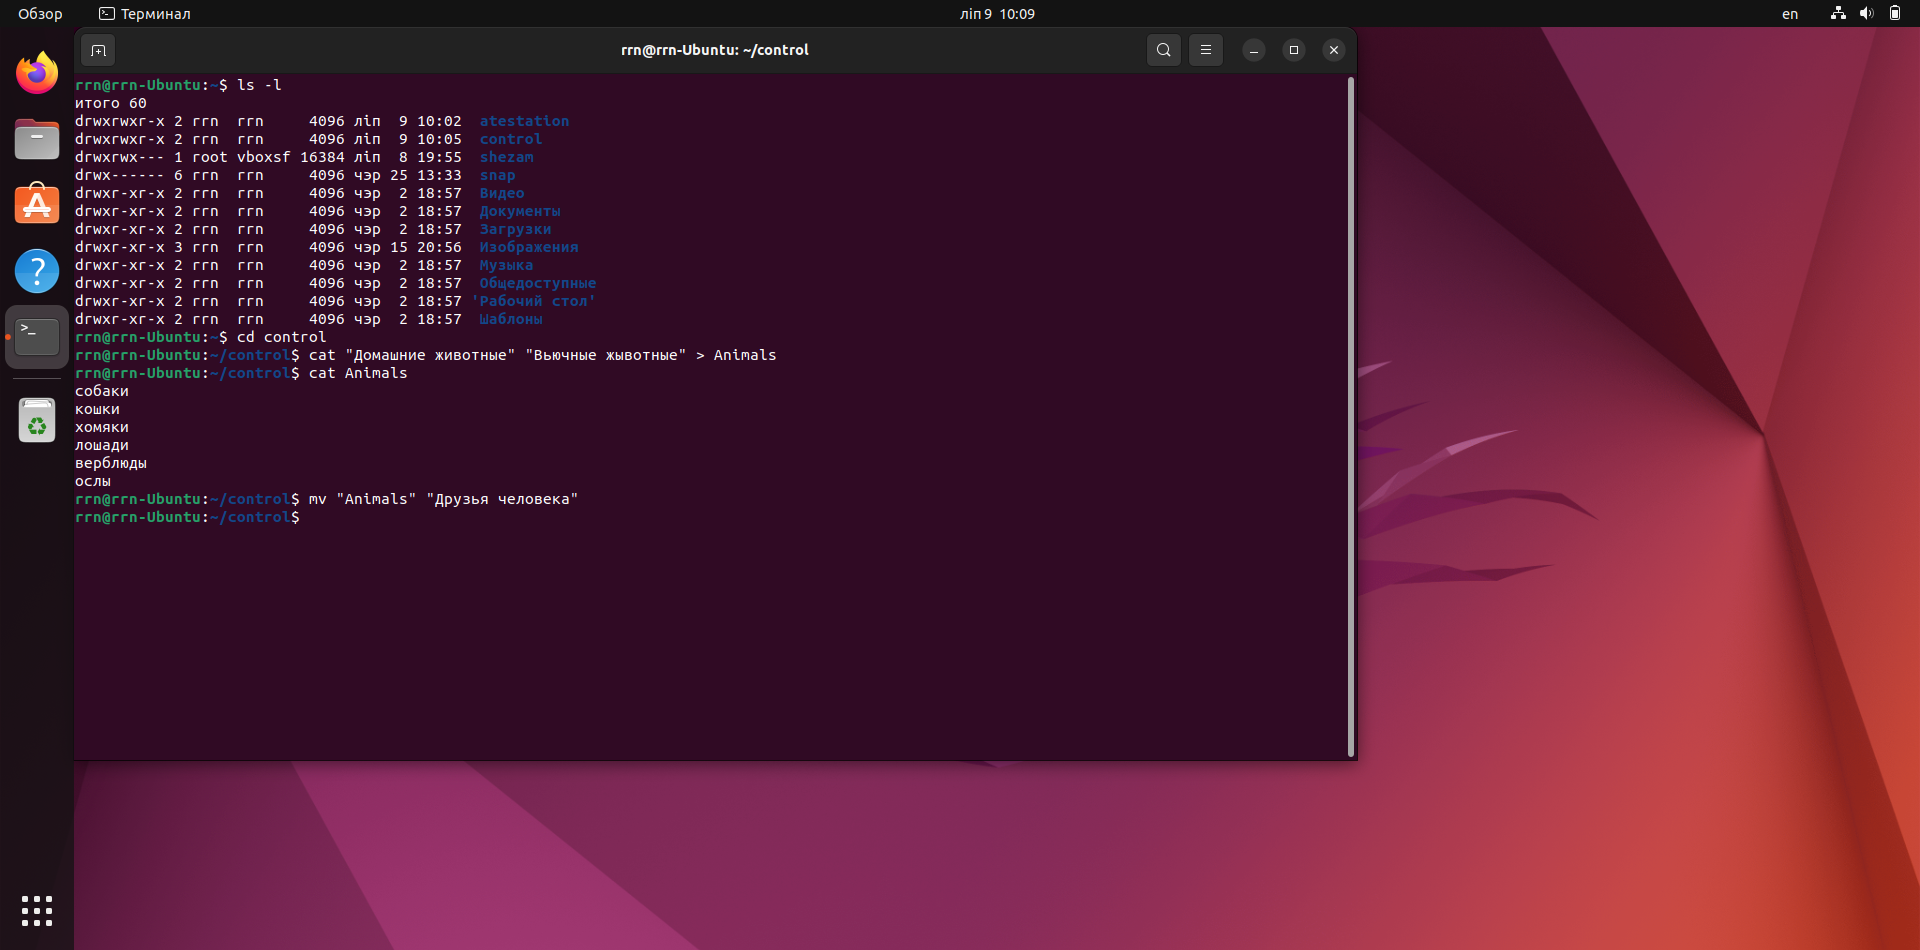 Обзор Терминал ліп 9 10:09 en
rrn@rrn-Ubuntu: ~/control
rrn@rrn-Ubuntu:~$ ls -l
итого 60
drwxrwxr-x 2 rrn  rrn     4096 ліп  9 10:02  atestation
drwxrwxr-x 2 rrn  rrn     4096 ліп  9 10:05  control
drwxrwx--- 1 root vboxsf 16384 ліп  8 19:55  shezam
drwx------ 6 rrn  rrn     4096 чэр 25 13:33  snap
drwxr-xr-x 2 rrn  rrn     4096 чэр  2 18:57  Видео
drwxr-xr-x 2 rrn  rrn     4096 чэр  2 18:57  Документы
drwxr-xr-x 2 rrn  rrn     4096 чэр  2 18:57  Загрузки
drwxr-xr-x 3 rrn  rrn     4096 чэр 15 20:56  Изображения
drwxr-xr-x 2 rrn  rrn     4096 чэр  2 18:57  Музыка
drwxr-xr-x 2 rrn  rrn     4096 чэр  2 18:57  Общедоступные
drwxr-xr-x 2 rrn  rrn     4096 чэр  2 18:57 'Рабочий стол'
drwxr-xr-x 2 rrn  rrn     4096 чэр  2 18:57  Шаблоны
rrn@rrn-Ubuntu:~$ cd control
rrn@rrn-Ubuntu:~/control$ cat "Домашние животные" "Вьючные жывотные" > Animals
rrn@rrn-Ubuntu:~/control$ cat Animals
собаки
кошки
хомяки
лошади
верблюды
ослы
rrn@rrn-Ubuntu:~/control$ mv "Animals" "Друзья человека"
rrn@rrn-Ubuntu:~/control$